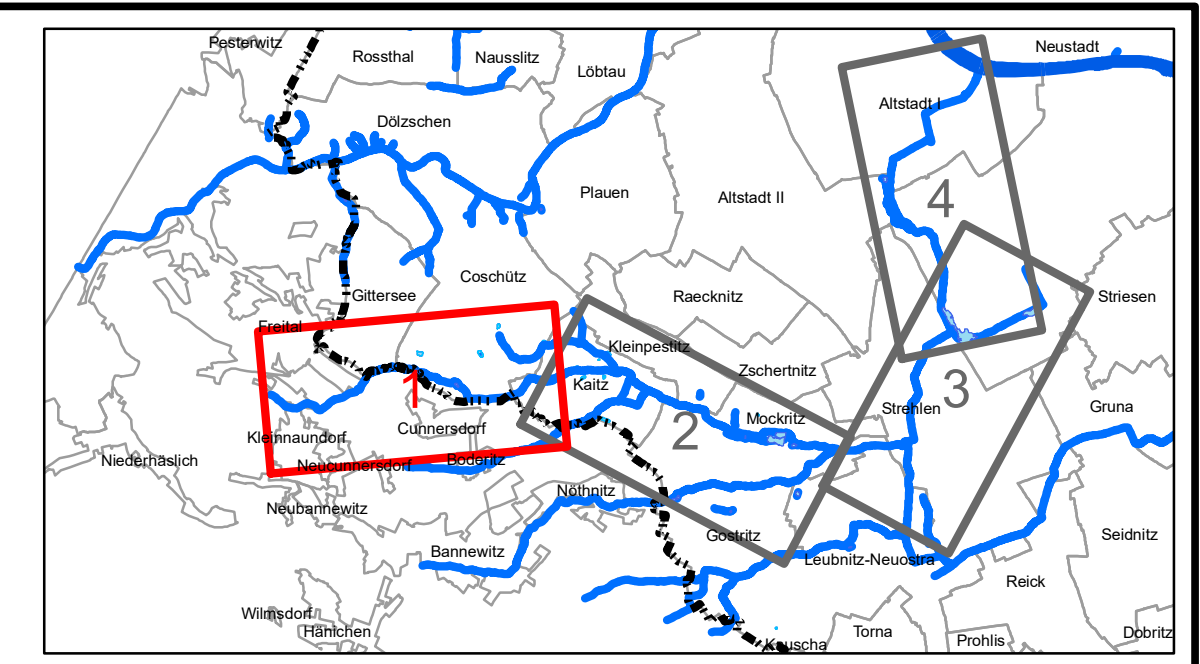 Pesterwitz
Rossthal
Nausslitz
Löbtau
Neustadt
Altstadt I
Dölzschen
Plauen
Altstadt II
4
Coschütz
Gittersee
Raecknitz
Striesen
Freital
Kleinpestitz
Zschertnitz
1
Kaitz
3
Strehlen
Gruna
Mockritz
2
Cunnersdorf
Kleinnaundorf
Niederhäslich
Neucunnersdorf
Boderitz
Nöthnitz
Neubannewitz
Gostritz
Seidnitz
Bannewitz
Leubnitz-Neuostra
Reick
Wilmsdorf
Hänichen
Torna
Prohlis
Dobritz
Kauscha